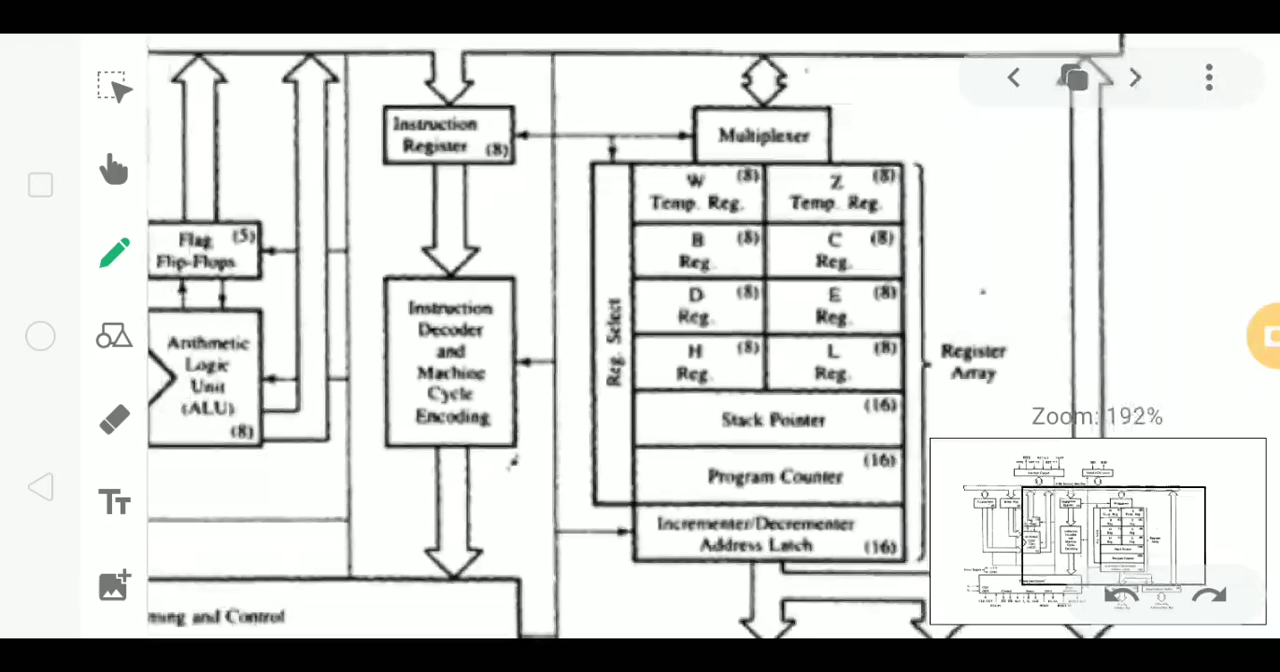 Instruction
Register (8)
Multiplexer
W (8)
Temp. Reg.
Z (8)
Temp. Reg.
Flag (5)
Flip-Flops
B (8)
Reg.
C (8)
Reg.
D (8)
Reg.
E (8)
Reg.
H (8)
Reg.
L (8)
Reg.
Reg. Select
Arithmetic
Logic
Unit
(ALU)
(8)
Instruction
Decoder
and
Machine
Cycle
Encoding
Register
Array
Stack Pointer (16)
Program Counter (16)
Incrementer/Decrementer
Address Latch (16)
ming and Control
Zoom: 192%
TT